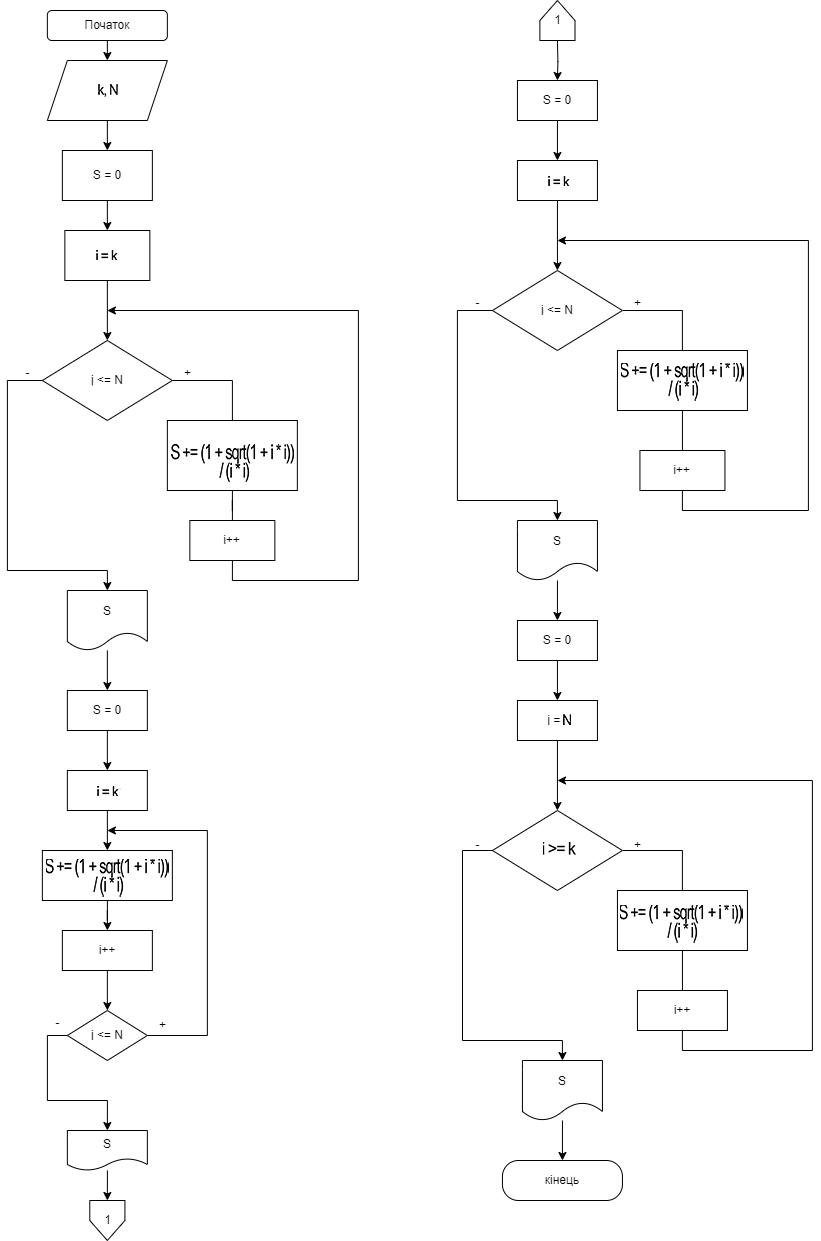 Початок
k, N
S = 0
i = k
i <= N
-
+
S += (1 + sqrt(1 + i * i))
/ (i * i)
i++
S
S = 0
i = k
S += (1 + sqrt(1 + i * i))
/ (i * i)
i++
i <= N
-
+
S
1
1
S = 0
i = k
i <= N
-
+
S += (1 + sqrt(1 + i * i))
/ (i * i)
i++
S
S = 0
i = N
i >= k
-
+
S += (1 + sqrt(1 + i * i))
/ (i * i)
i++
S
кінець